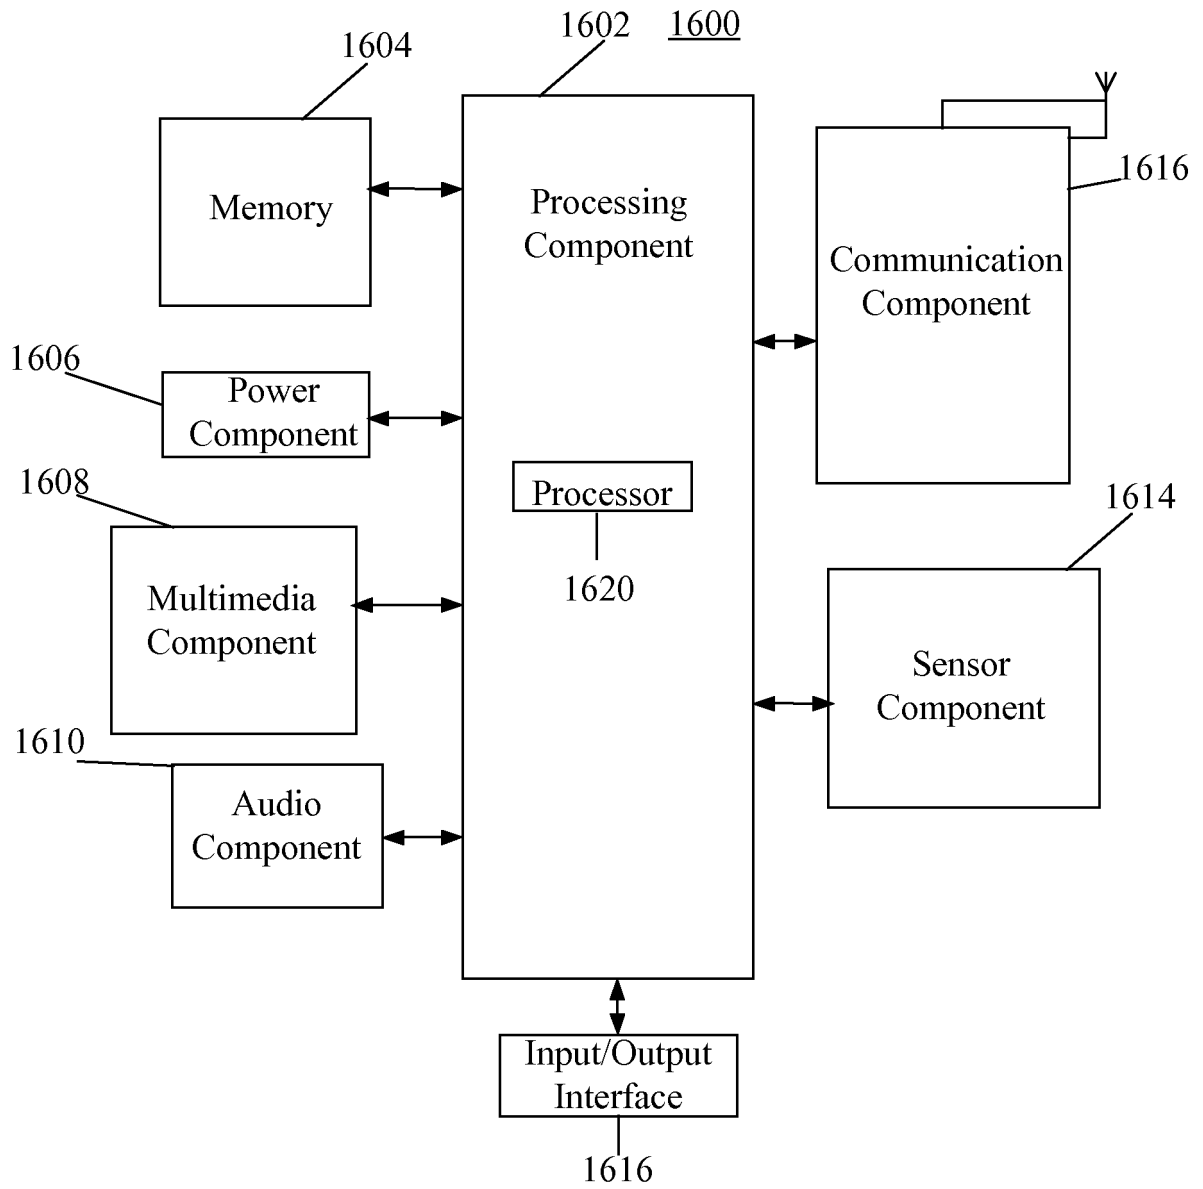 1602
1600
1604
Memory
Processing
Component
1616
Communication
Component
1606
Power
Component
1608
Processor
1614
Multimedia
Component
1620
Sensor
Component
1610
Audio
Component
Input/Output
Interface
1616